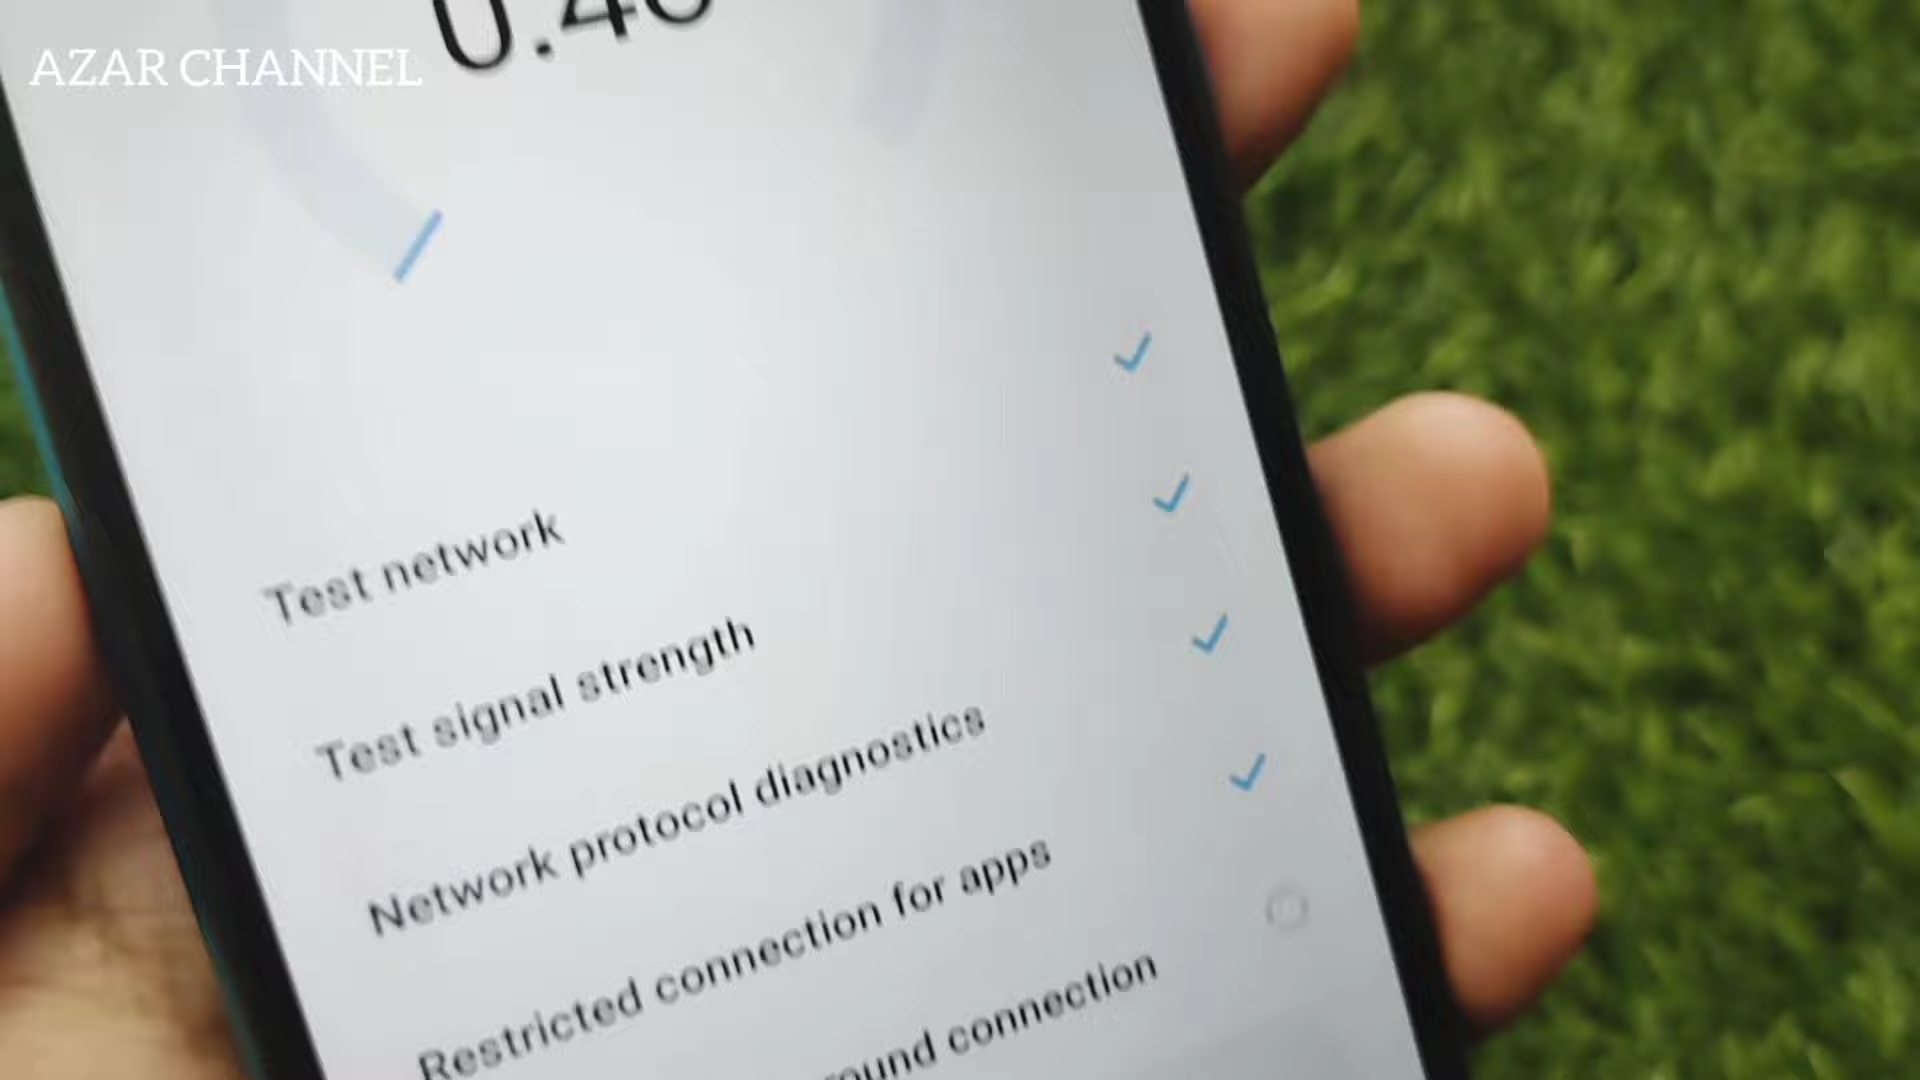 AZAR CHANNEL
Test network
Test signal strength
Network protocol diagnostics
Restricted connection for apps
connection